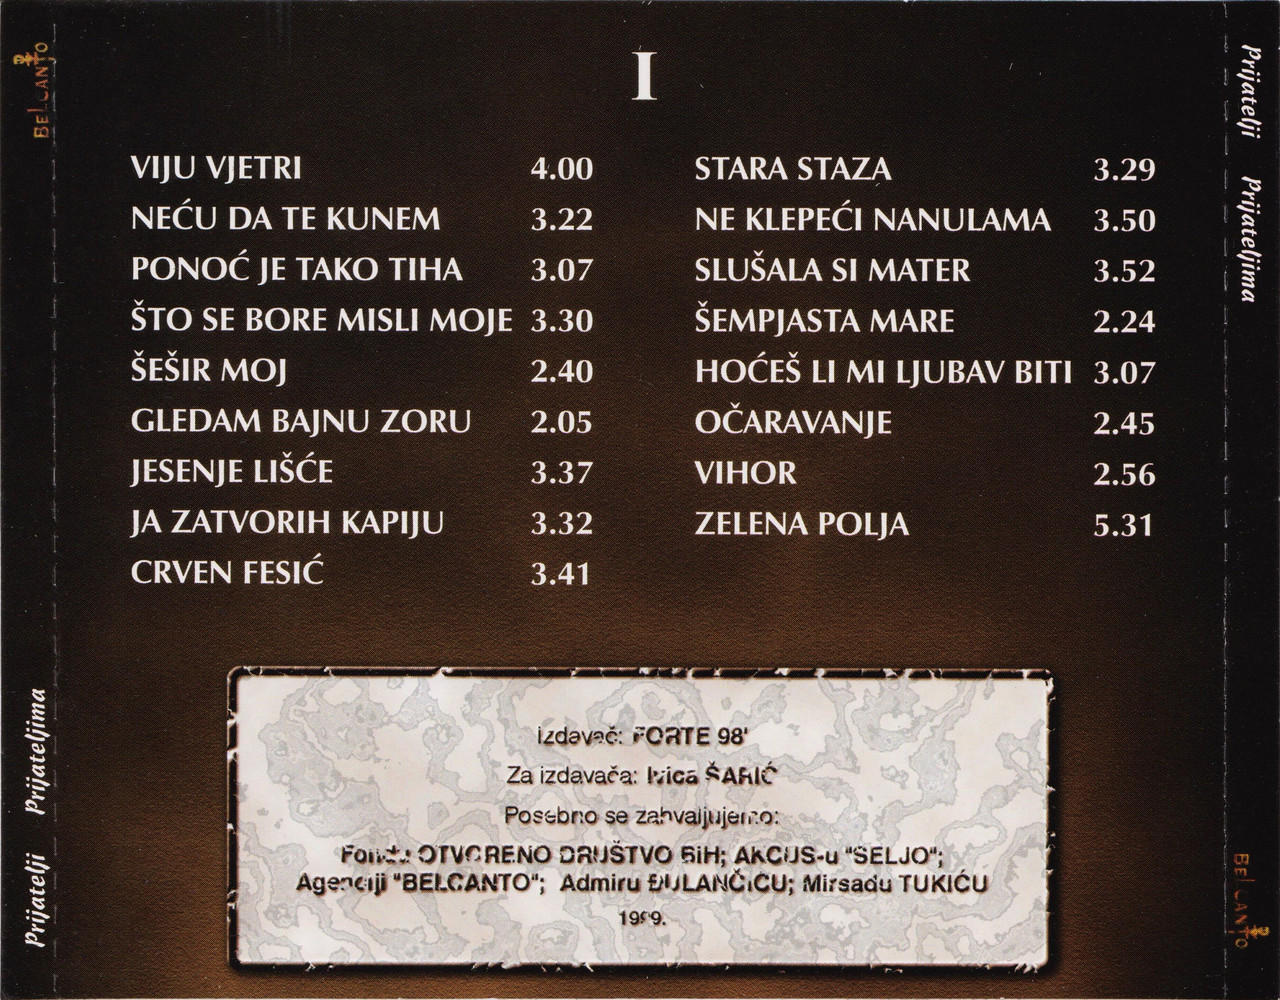 I
VIJU VJETRI 4.00
NEĆU DA TE KUNEM 3.22
PONOĆ JE TAKO TIHA 3.07
ŠTO SE BORE MISLI MOJE 3.30
ŠEŠIR MOJ 2.40
GLEDAM BAJNU ZORU 2.05
JESENJE LIŠĆE 3.37
JA ZATVORIH KAPIJU 3.32
CRVEN FESIĆ 3.41
STARA STAZA 3.29
NE KLEPEĆI NANULAMA 3.50
SLUŠALA SI MATER 3.52
ŠEMPJASTA MARE 2.24
HOĆEŠ LI MI LJUBAV BITI 3.07
OČARAVANJE 2.45
VIHOR 2.56
ZELENA POLJA 5.31
Izdavač: FORTE 98'
Za izdavača: Ivica ŠARIĆ
Posebno se zahvaljujemo:
Fondu OTVORENO DRUŠTVO BiH; AKCUS-u "SELJO";
Agenciji "BELCANTO"; Admiru ĐULANČIĆU; Mirsadu TUKIĆU
1999.
BELCANTO
Prijatelji Prijateljima
Prijatelji Prijateljima
BELCANTO